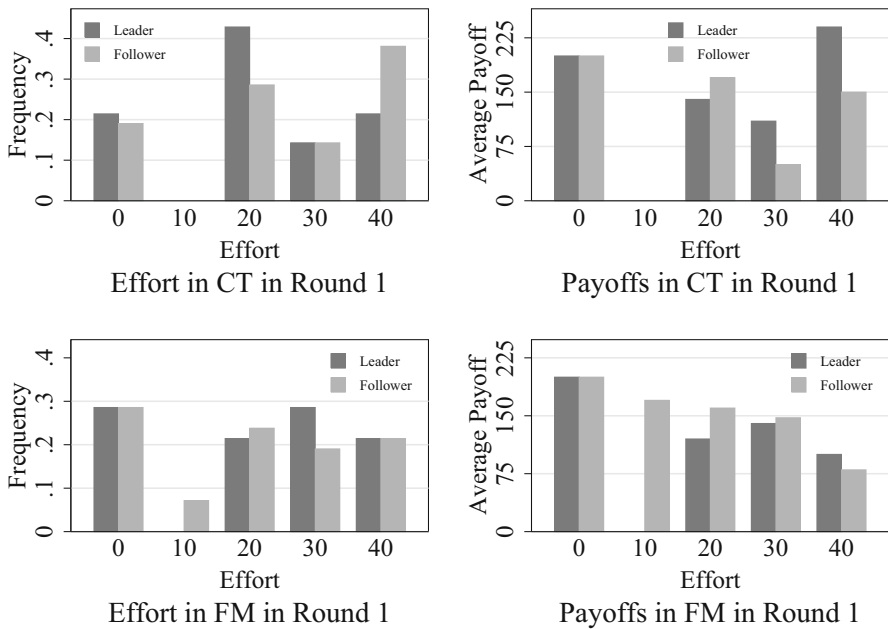 Frequency
0 .1 .2 .3 .4
Leader
Follower
0 10 20 30 40
Effort
Effort in CT in Round 1
Average Payoff
0 75 150 225
Leader
Follower
0 10 20 30 40
Effort
Payoffs in CT in Round 1
Frequency
0 .1 .2 .3 .4
Leader
Follower
0 10 20 30 40
Effort
Effort in FM in Round 1
Average Payoff
0 75 150 225
Leader
Follower
0 10 20 30 40
Effort
Payoffs in FM in Round 1